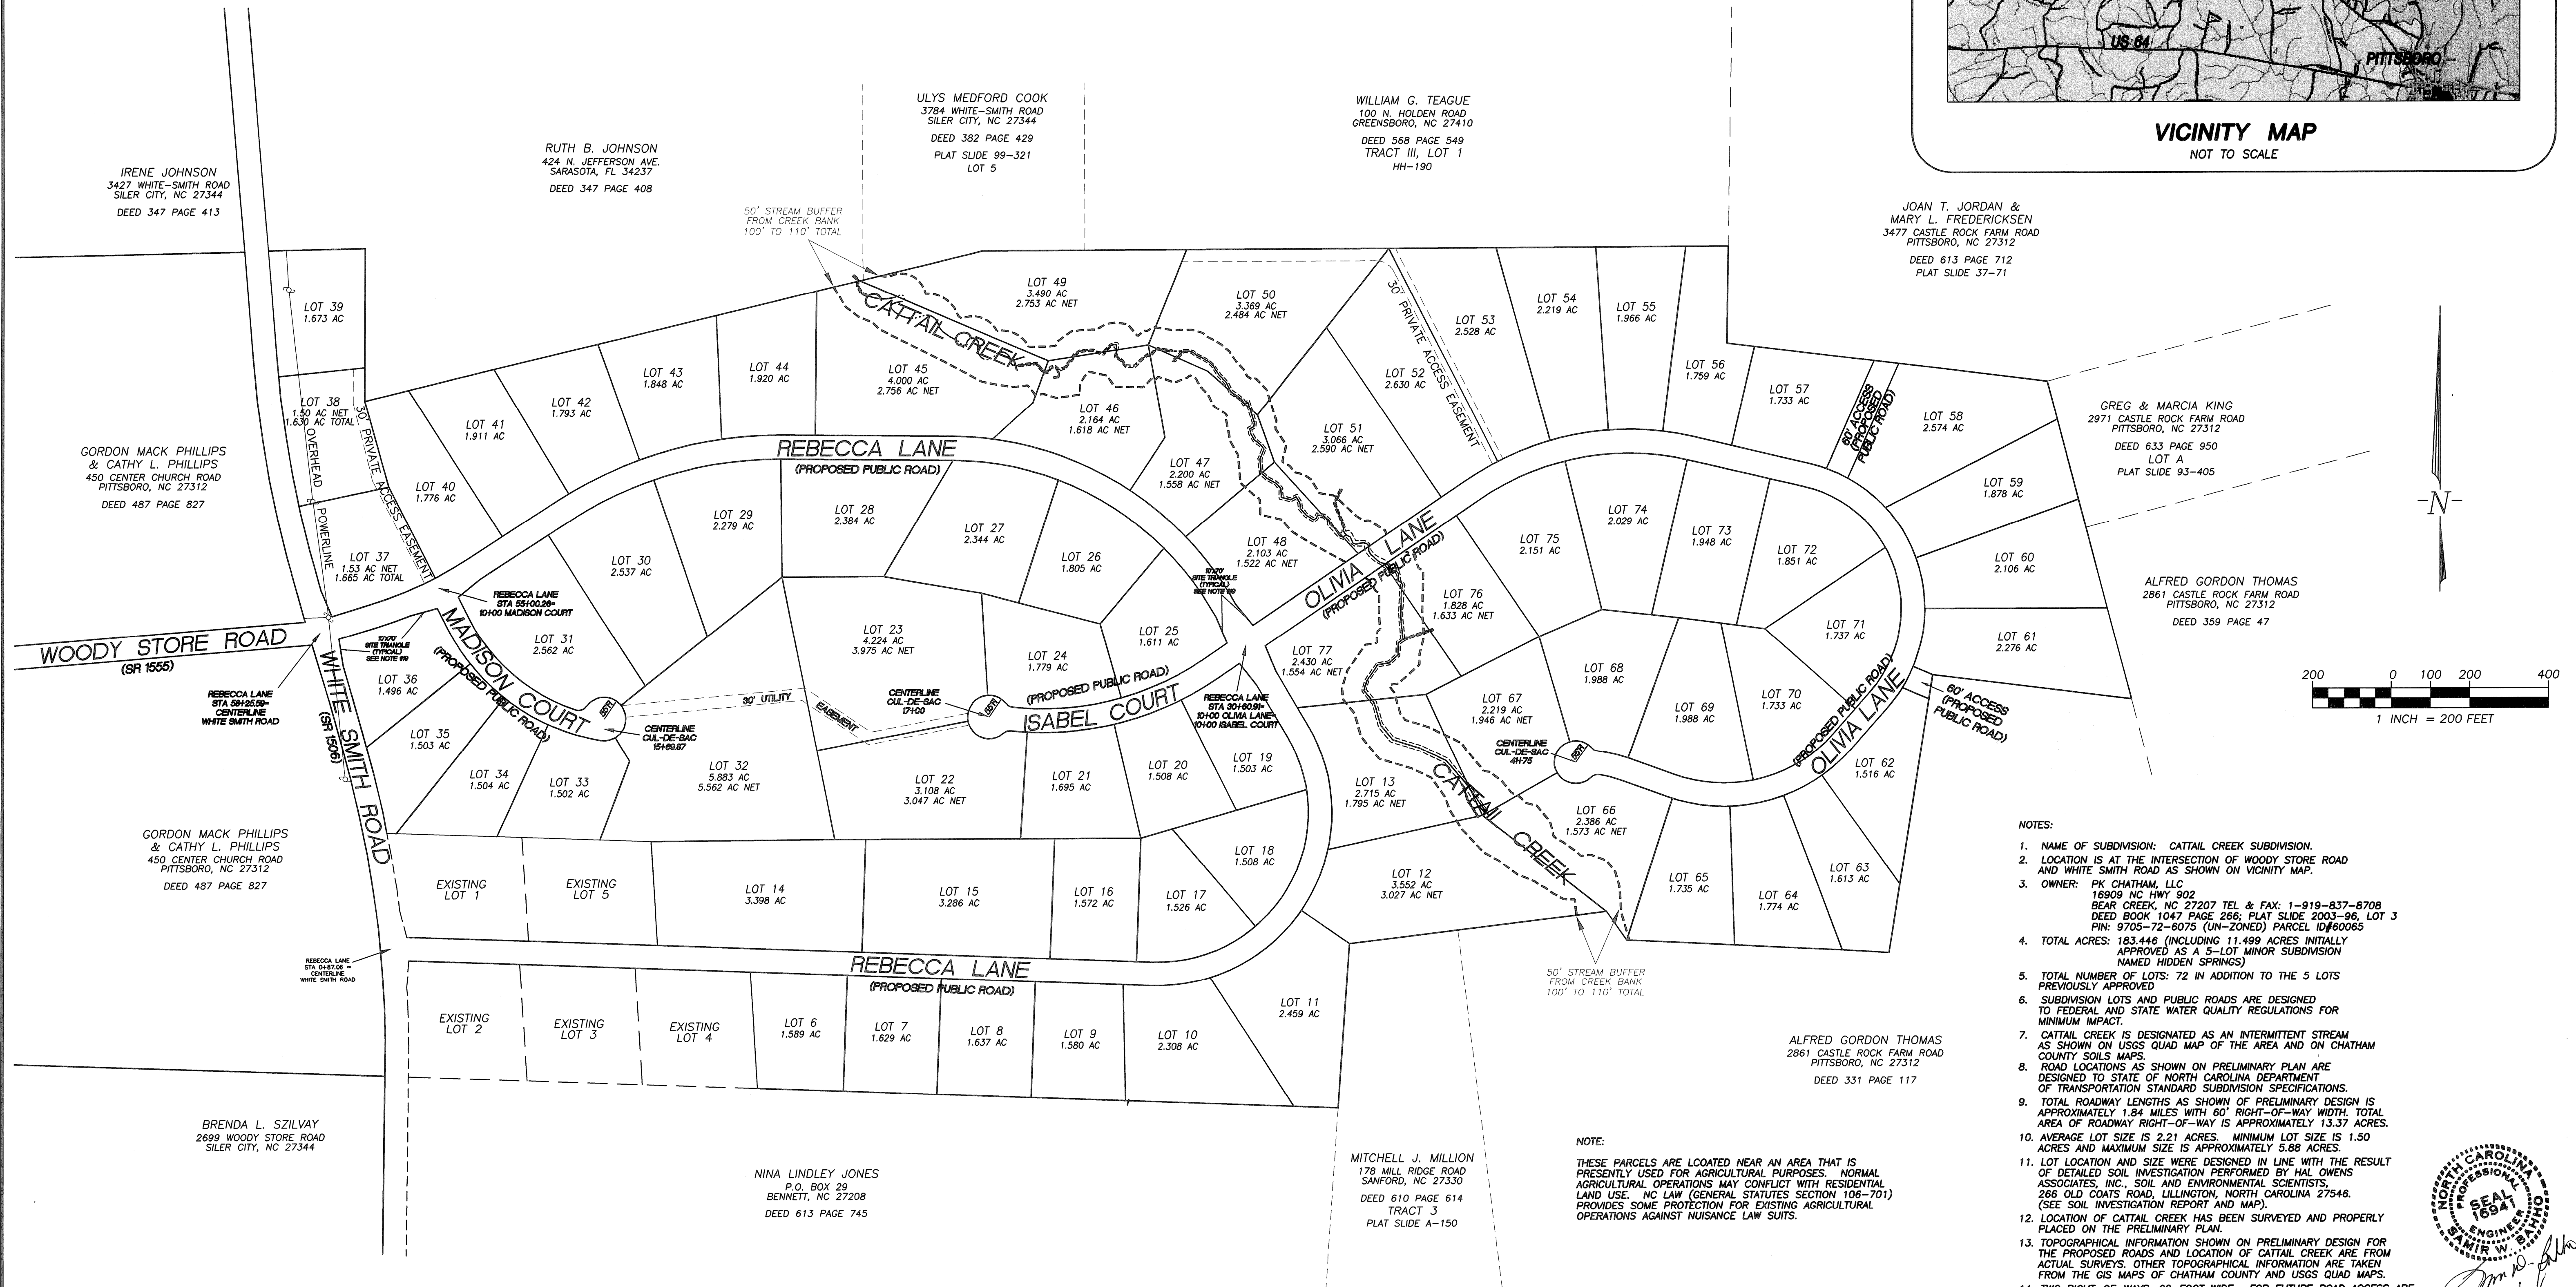 US 64
PITTSBORO
VICINITY MAP
NOT TO SCALE
IRENE JOHNSON
3427 WHITE-SMITH ROAD
SILER CITY, NC 27344
DEED 347 PAGE 413
RUTH B. JOHNSON
424 N. JEFFERSON AVE.
SARASOTA, FL 34237
DEED 347 PAGE 408
ULYS MEDFORD COOK
3784 WHITE-SMITH ROAD
SILER CITY, NC 27344
DEED 382 PAGE 429
PLAT SLIDE 99-321
LOT 5
WILLIAM G. TEAGUE
100 N. HOLDEN ROAD
GREENSBORO, NC 27410
DEED 568 PAGE 549
TRACT III, LOT 1
HH-190
JOAN T. JORDAN &
MARY L. FREDERICKSEN
3477 CASTLE ROCK FARM ROAD
PITTSBORO, NC 27312
DEED 613 PAGE 712
PLAT SLIDE 37-71
50' STREAM BUFFER
FROM CREEK BANK
100' TO 110' TOTAL
LOT 39
1.673 AC
LOT 38
1.50 AC NET
1.630 AC TOTAL
LOT 37
1.53 AC NET
1.665 AC TOTAL
OVERHEAD
POWERLINE
30' PRIVATE ACCESS EASEMENT
LOT 40
1.776 AC
LOT 41
1.911 AC
LOT 42
1.793 AC
LOT 43
1.848 AC
LOT 44
1.920 AC
LOT 45
4.000 AC
2.756 AC NET
CATTAIL CREEK
LOT 49
3.490 AC
2.753 AC NET
LOT 50
3.369 AC
2.484 AC NET
LOT 46
2.164 AC
1.618 AC NET
LOT 47
2.200 AC
1.558 AC NET
LOT 48
2.103 AC
1.522 AC NET
LOT 51
3.066 AC
2.590 AC NET
LOT 52
2.630 AC
30' PRIVATE ACCESS EASEMENT
LOT 53
2.528 AC
LOT 54
2.219 AC
LOT 55
1.966 AC
LOT 56
1.759 AC
LOT 57
1.733 AC
60' ACCESS
(PROPOSED
PUBLIC ROAD)
LOT 58
2.574 AC
LOT 59
1.878 AC
LOT 60
2.106 AC
LOT 61
2.276 AC
GREG & MARCIA KING
2971 CASTLE ROCK FARM ROAD
PITTSBORO, NC 27312
DEED 633 PAGE 950
LOT A
PLAT SLIDE 93-405
ALFRED GORDON THOMAS
2861 CASTLE ROCK FARM ROAD
PITTSBORO, NC 27312
DEED 359 PAGE 47
-N-
200 0 100 200 400
1 INCH = 200 FEET
GORDON MACK PHILLIPS
& CATHY L. PHILLIPS
450 CENTER CHURCH ROAD
PITTSBORO, NC 27312
DEED 487 PAGE 827
REBECCA LANE
(PROPOSED PUBLIC ROAD)
LOT 29
2.279 AC
LOT 28
2.384 AC
LOT 27
2.344 AC
LOT 26
1.805 AC
LOT 30
2.537 AC
LOT 31
2.562 AC
LOT 23
4.224 AC
3.975 AC NET
LOT 24
1.779 AC
LOT 25
1.611 AC
REBECCA LANE
STA 55+00.26=
10+00 MADISON COURT
10'X70'
SITE TRIANGLE
(TYPICAL)
SEE NOTE #19
WOODY STORE ROAD
(SR 1555)
REBECCA LANE
STA 58+25.59=
CENTERLINE
WHITE SMITH ROAD
WHITE SMITH ROAD
(SR 1506)
10'X70'
SITE TRIANGLE
(TYPICAL)
SEE NOTE #19
MADISON COURT
(PROPOSED PUBLIC ROAD)
55'R
CENTERLINE
CUL-DE-SAC
15+69.87
30' UTILITY
EASEMENT
CENTERLINE
CUL-DE-SAC
17+00
55'R
(PROPOSED PUBLIC ROAD)
ISABEL COURT
REBECCA LANE
STA 30+60.91=
10+00 OLIVIA LANE=
10+00 ISABEL COURT
OLIVIA LANE
(PROPOSED PUBLIC ROAD)
LOT 75
2.151 AC
LOT 74
2.029 AC
LOT 73
1.948 AC
LOT 72
1.851 AC
LOT 71
1.737 AC
LOT 70
1.733 AC
LOT 69
1.988 AC
LOT 68
1.988 AC
LOT 67
2.219 AC
1.946 AC NET
LOT 76
1.828 AC
1.633 AC NET
LOT 77
2.430 AC
1.554 AC NET
CENTERLINE
CUL-DE-SAC
41+75
55'R
(PROPOSED PUBLIC ROAD)
OLIVIA LANE
60' ACCESS
(PROPOSED
PUBLIC ROAD)
LOT 62
1.516 AC
LOT 63
1.613 AC
LOT 64
1.774 AC
LOT 65
1.735 AC
LOT 66
2.386 AC
1.573 AC NET
CATTAIL CREEK
LOT 36
1.496 AC
LOT 35
1.503 AC
LOT 34
1.504 AC
LOT 33
1.502 AC
LOT 32
5.883 AC
5.562 AC NET
LOT 22
3.108 AC
3.047 AC NET
LOT 21
1.695 AC
LOT 20
1.508 AC
LOT 19
1.503 AC
LOT 13
2.715 AC
1.795 AC NET
LOT 12
3.552 AC
3.027 AC NET
LOT 18
1.508 AC
LOT 17
1.526 AC
LOT 16
1.572 AC
LOT 15
3.286 AC
LOT 14
3.398 AC
EXISTING
LOT 5
EXISTING
LOT 1
GORDON MACK PHILLIPS
& CATHY L. PHILLIPS
450 CENTER CHURCH ROAD
PITTSBORO, NC 27312
DEED 487 PAGE 827
REBECCA LANE
STA 0+87.06 =
CENTERLINE
WHITE SMITH ROAD
REBECCA LANE
(PROPOSED PUBLIC ROAD)
EXISTING
LOT 2
EXISTING
LOT 3
EXISTING
LOT 4
LOT 6
1.589 AC
LOT 7
1.629 AC
LOT 8
1.637 AC
LOT 9
1.580 AC
LOT 10
2.308 AC
LOT 11
2.459 AC
50' STREAM BUFFER
FROM CREEK BANK
100' TO 110' TOTAL
BRENDA L. SZILVAY
2699 WOODY STORE ROAD
SILER CITY, NC 27344
NINA LINDLEY JONES
P.O. BOX 29
BENNETT, NC 27208
DEED 613 PAGE 745
MITCHELL J. MILLION
178 MILL RIDGE ROAD
SANFORD, NC 27330
DEED 610 PAGE 614
TRACT 3
PLAT SLIDE A-150
ALFRED GORDON THOMAS
2861 CASTLE ROCK FARM ROAD
PITTSBORO, NC 27312
DEED 331 PAGE 117
NOTE:
THESE PARCELS ARE LCOATED NEAR AN AREA THAT IS
PRESENTLY USED FOR AGRICULTURAL PURPOSES. NORMAL
AGRICULTURAL OPERATIONS MAY CONFLICT WITH RESIDENTIAL
LAND USE. NC LAW (GENERAL STATUTES SECTION 106-701)
PROVIDES SOME PROTECTION FOR EXISTING AGRICULTURAL
OPERATIONS AGAINST NUISANCE LAW SUITS.
NOTES:
1. NAME OF SUBDIVISION: CATTAIL CREEK SUBDIVISION.
2. LOCATION IS AT THE INTERSECTION OF WOODY STORE ROAD
AND WHITE SMITH ROAD AS SHOWN ON VICINITY MAP.
3. OWNER: PK CHATHAM, LLC
16909 NC HWY 902
BEAR CREEK, NC 27207 TEL & FAX: 1-919-837-8708
DEED BOOK 1047 PAGE 266; PLAT SLIDE 2003-96, LOT 3
PIN: 9705-72-6075 (UN-ZONED) PARCEL ID#60065
4. TOTAL ACRES: 183.446 (INCLUDING 11.499 ACRES INITIALLY
APPROVED AS A 5-LOT MINOR SUBDIVISION
NAMED HIDDEN SPRINGS)
5. TOTAL NUMBER OF LOTS: 72 IN ADDITION TO THE 5 LOTS
PREVIOUSLY APPROVED
6. SUBDIVISION LOTS AND PUBLIC ROADS ARE DESIGNED
TO FEDERAL AND STATE WATER QUALITY REGULATIONS FOR
MINIMUM IMPACT.
7. CATTAIL CREEK IS DESIGNATED AS AN INTERMITTENT STREAM
AS SHOWN ON USGS QUAD MAP OF THE AREA AND ON CHATHAM
COUNTY SOILS MAPS.
8. ROAD LOCATIONS AS SHOWN ON PRELIMINARY PLAN ARE
DESIGNED TO STATE OF NORTH CAROLINA DEPARTMENT
OF TRANSPORTATION STANDARD SUBDIVISION SPECIFICATIONS.
9. TOTAL ROADWAY LENGTHS AS SHOWN OF PRELIMINARY DESIGN IS
APPROXIMATELY 1.84 MILES WITH 60' RIGHT-OF-WAY WIDTH. TOTAL
AREA OF ROADWAY RIGHT-OF-WAY IS APPROXIMATELY 13.37 ACRES.
10. AVERAGE LOT SIZE IS 2.21 ACRES. MINIMUM LOT SIZE IS 1.50
ACRES AND MAXIMUM SIZE IS APPROXIMATELY 5.88 ACRES.
11. LOT LOCATION AND SIZE WERE DESIGNED IN LINE WITH THE RESULT
OF DETAILED SOIL INVESTIGATION PERFORMED BY HAL OWENS
ASSOCIATES, INC., SOIL AND ENVIRONMENTAL SCIENTISTS,
266 OLD COATS ROAD, LILLINGTON, NORTH CAROLINA 27546.
(SEE SOIL INVESTIGATION REPORT AND MAP).
12. LOCATION OF CATTAIL CREEK HAS BEEN SURVEYED AND PROPERLY
PLACED ON THE PRELIMINARY PLAN.
13. TOPOGRAPHICAL INFORMATION SHOWN ON PRELIMINARY DESIGN FOR
THE PROPOSED ROADS AND LOCATION OF CATTAIL CREEK ARE FROM
ACTUAL SURVEYS. OTHER TOPOGRAPHICAL INFORMATION ARE TAKEN
FROM THE GIS MAPS OF CHATHAM COUNTY AND USGS QUAD MAPS.
NORTH CAROLINA
PROFESSIONAL
SEAL
16941
ENGINEER
SAMIR W. BAHHO